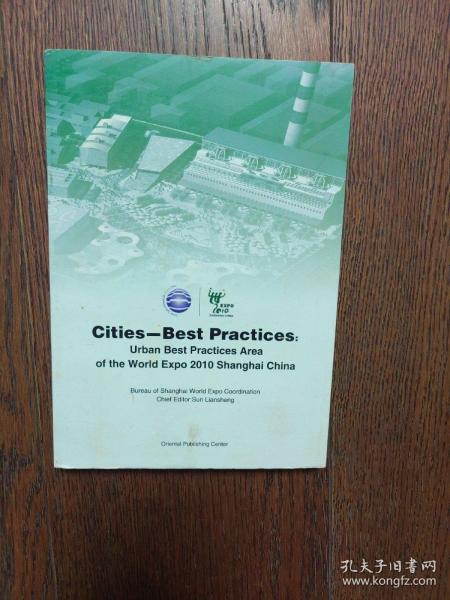 EXPO
2010
SHANGHAI CHINA
Cities—Best Practices:
Urban Best Practices Area
of the World Expo 2010 Shanghai China
Bureau of Shanghai World Expo Coordination
Chief Editor:Sun Liansheng
Oriental Publishing Center
孔夫子旧书网
www.kongfz.com